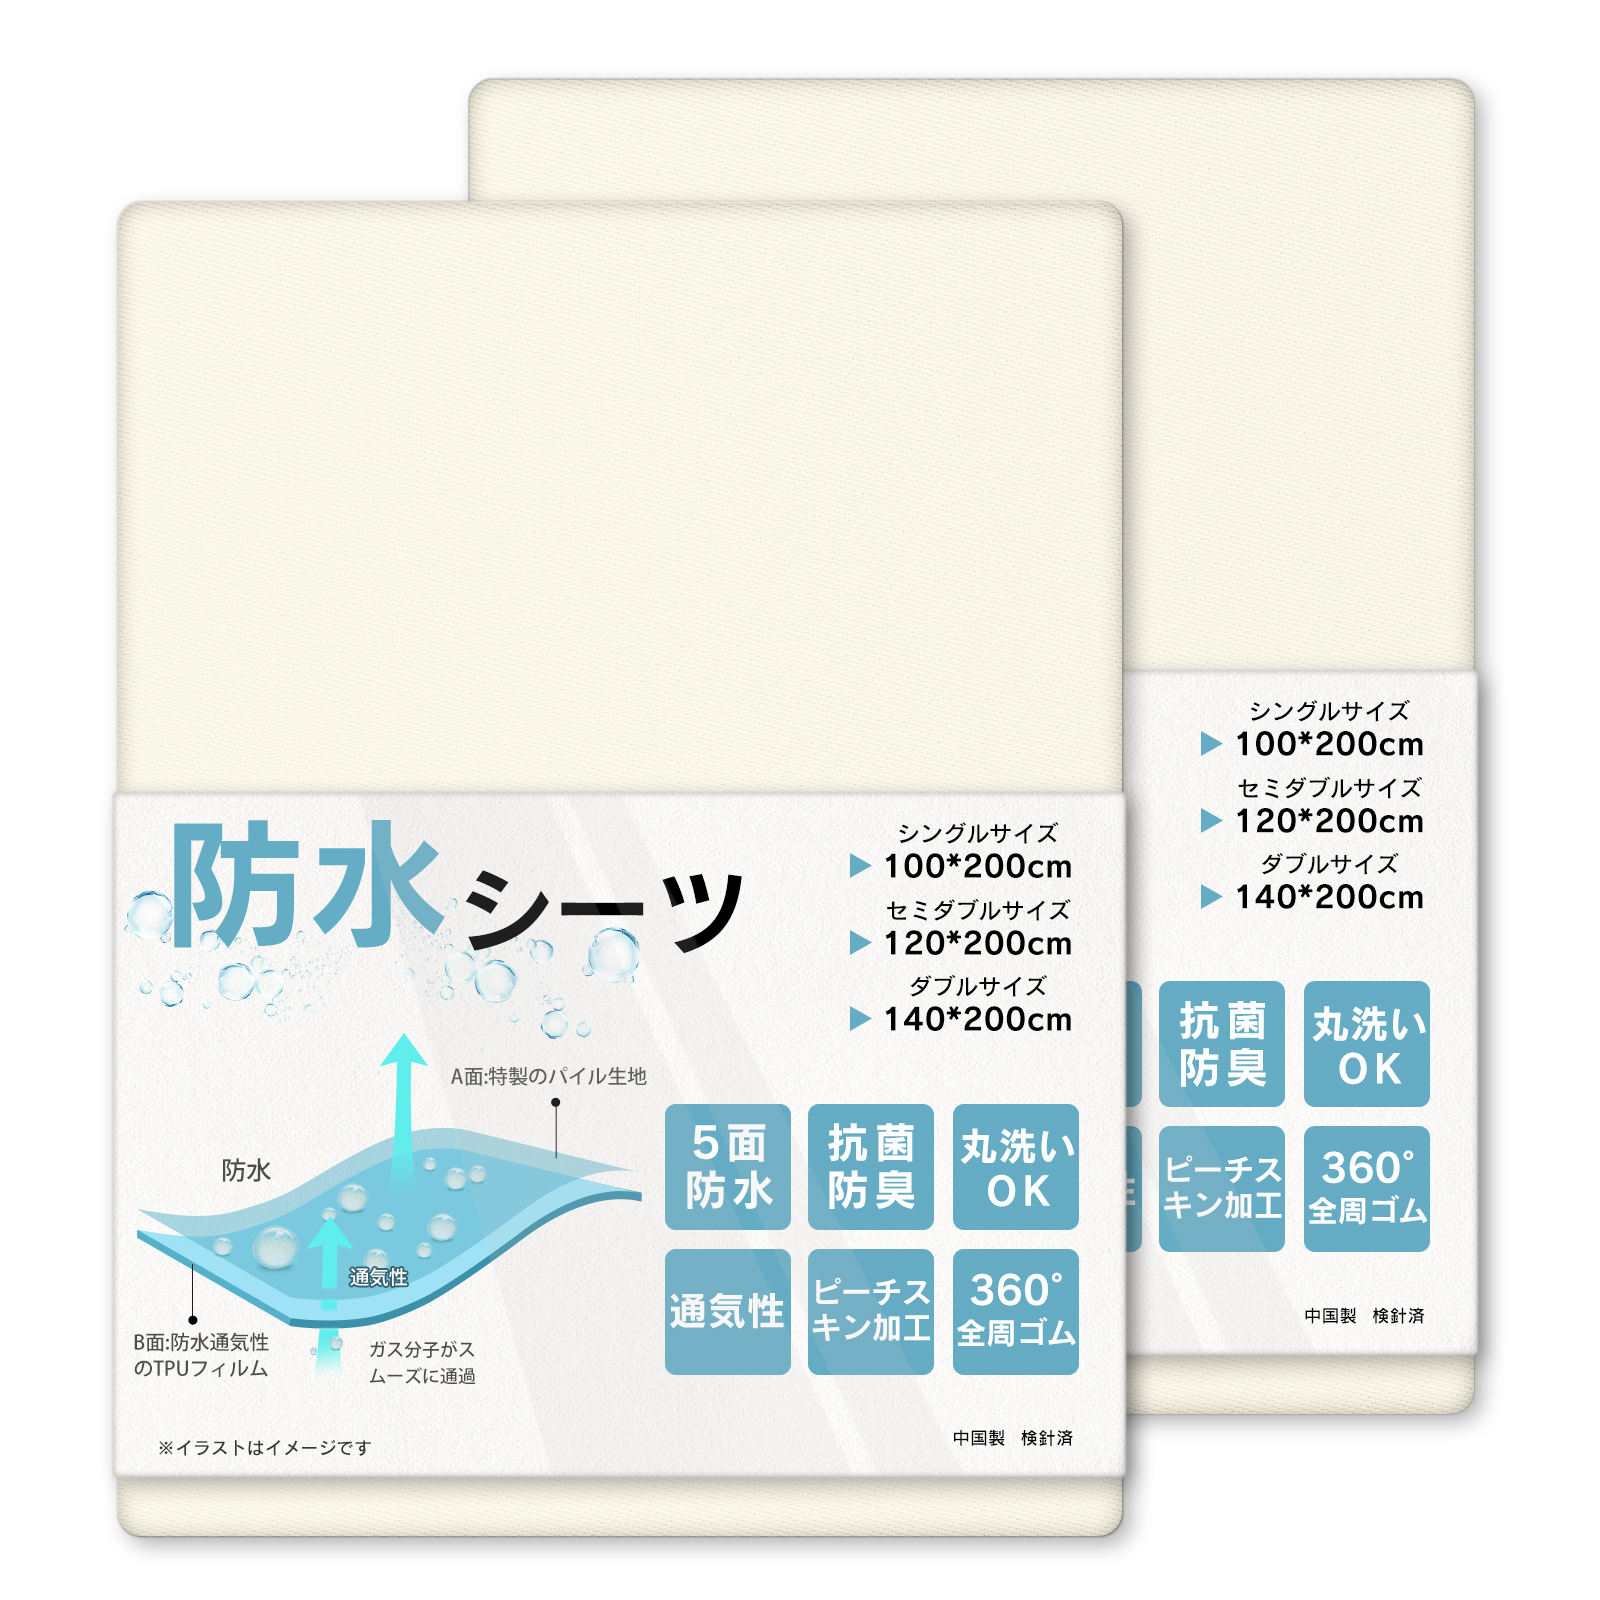 防水シーツ
シングルサイズ
100*200cm
セミダブルサイズ
120*200cm
ダブルサイズ
140*200cm
A面:特製のパイル生地
防水
通気性
B面:防水通気性
のTPUフィルム
ガス分子がス
ムーズに通過
※イラストはイメージです
5面
防水
抗菌
防臭
丸洗い
OK
通気性
ピーチス
キン加工
360°
全周ゴム
中国製 検針済
シングルサイズ
100*200cm
セミダブルサイズ
120*200cm
ダブルサイズ
140*200cm
抗菌
防臭
丸洗い
OK
ピーチス
キン加工
360°
全周ゴム
中国製 検針済